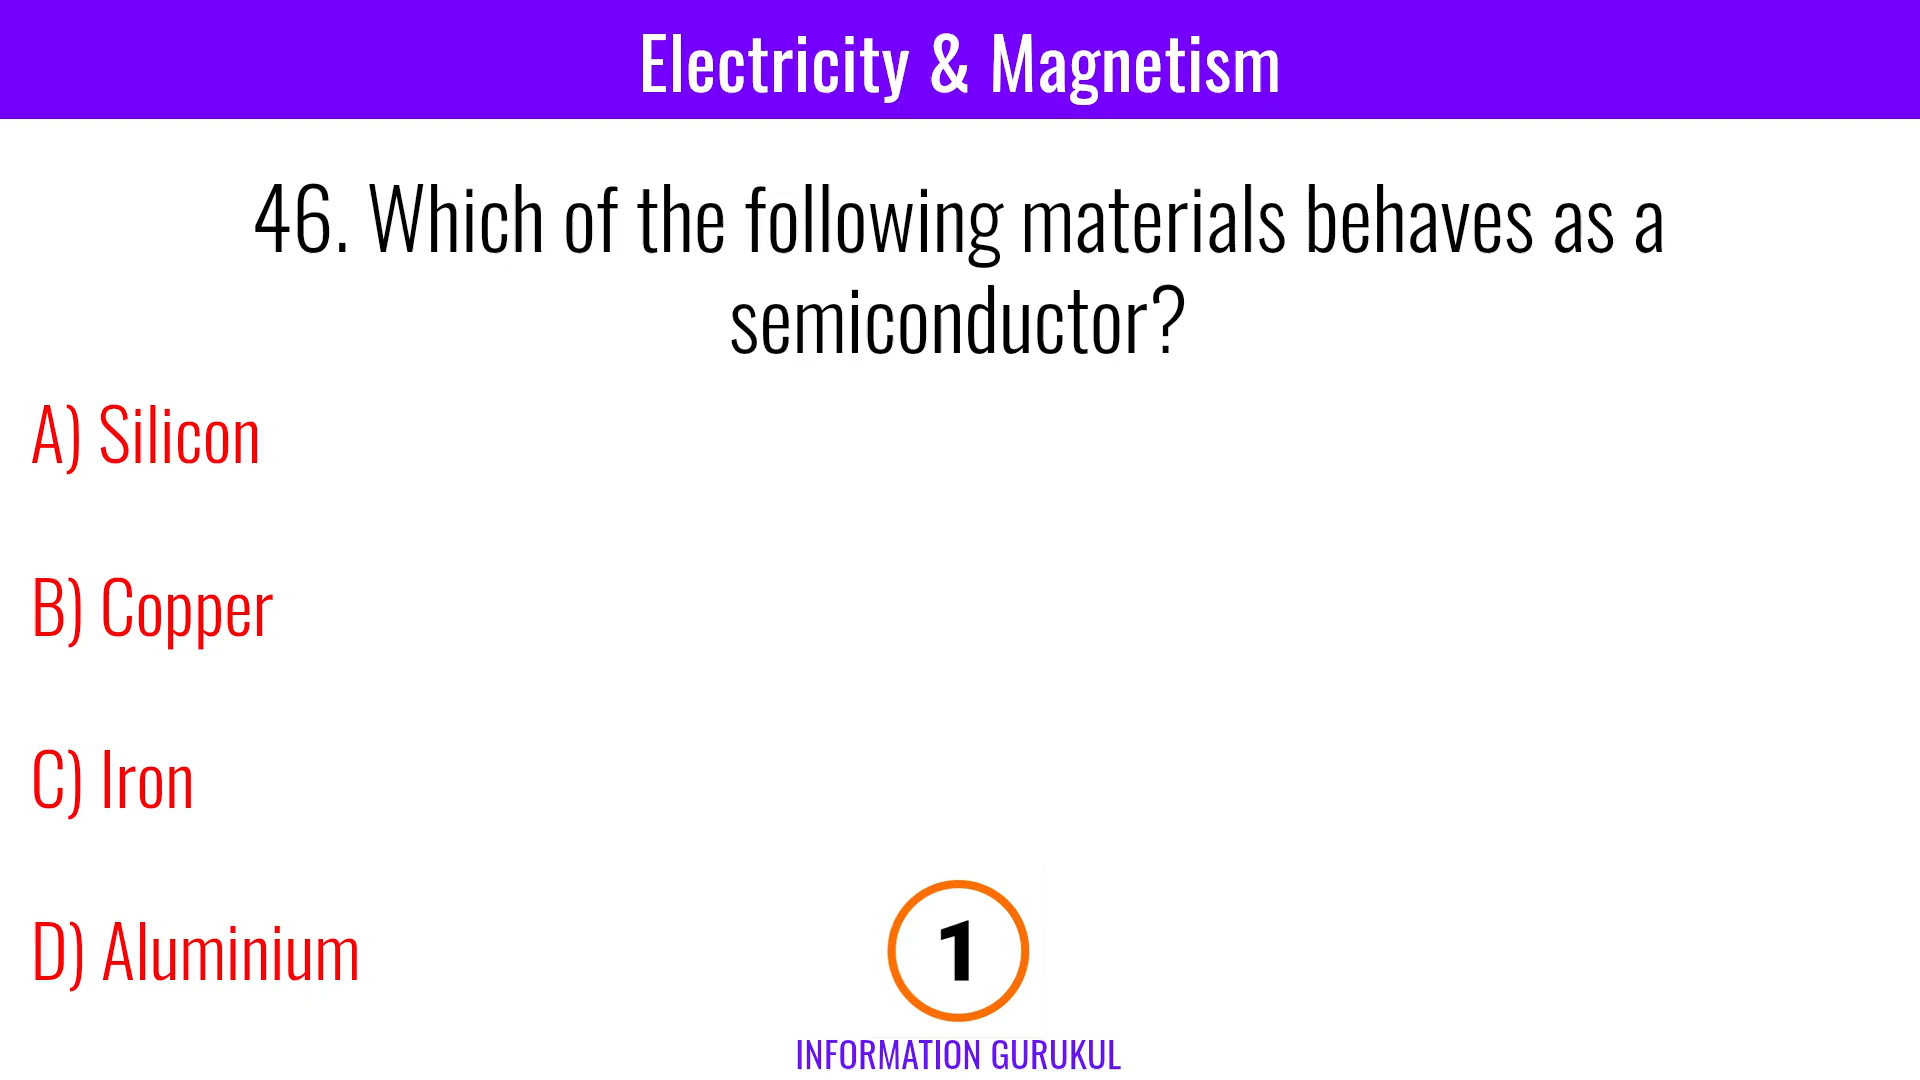 Electricity & Magnetism
46. Which of the following materials behaves as a
semiconductor?
A) Silicon
B) Copper
C) Iron
D) Aluminium
1
INFORMATION GURUKUL